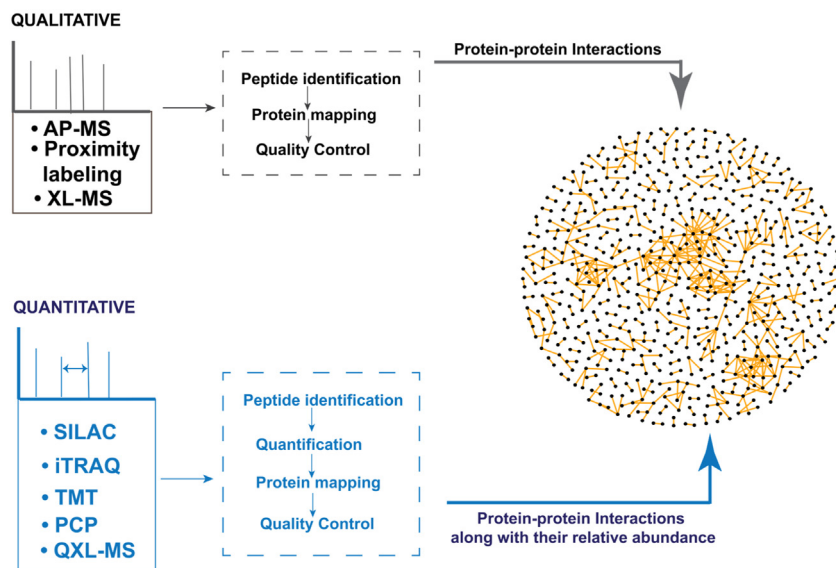 QUALITATIVE
• AP-MS
• Proximity
labeling
• XL-MS
Peptide identification
Protein mapping
Quality Control
Protein-protein Interactions
QUANTITATIVE
• SILAC
• iTRAQ
• TMT
• PCP
• QXL-MS
Peptide identification
Quantification
Protein mapping
Quality Control
Protein-protein Interactions
along with their relative abundance